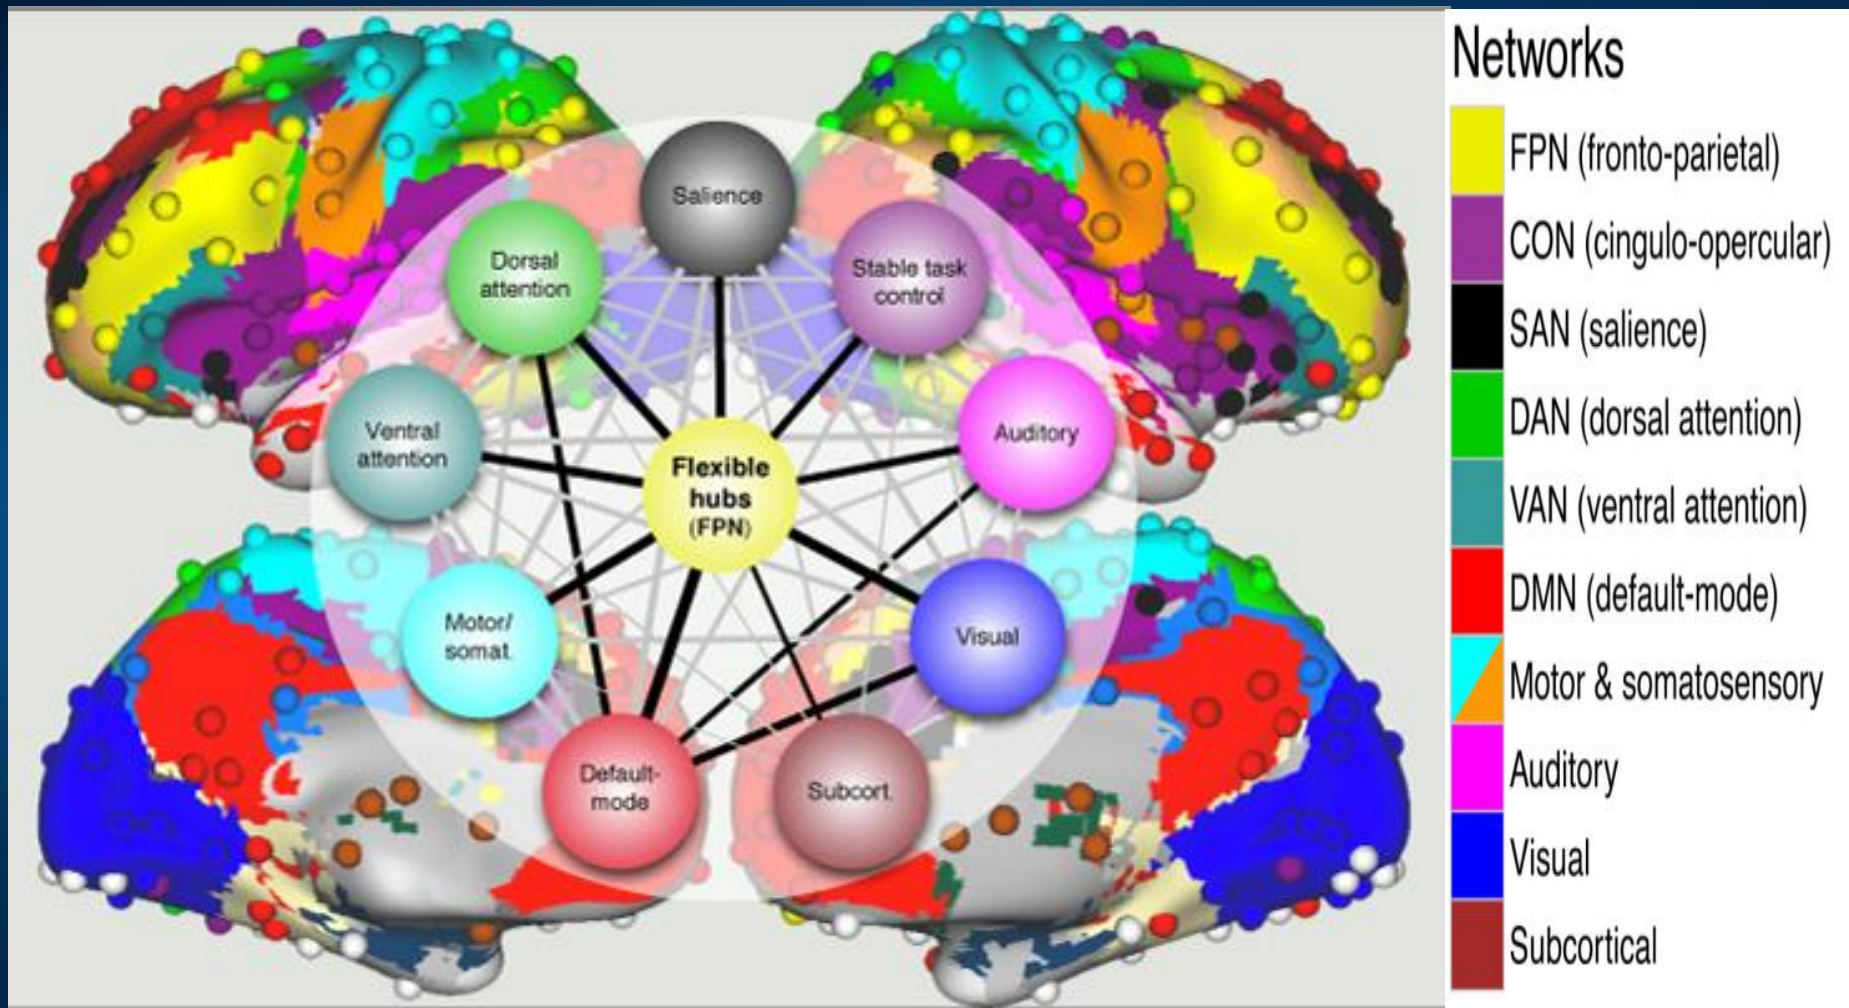 Salience
Dorsal
attention
Stable task
control
Ventral
attention
Auditory
Flexible
hubs
(FPN)
Motor/
somat.
Visual
Default-
mode
Subcort.
Networks
FPN (fronto-parietal)
CON (cingulo-opercular)
SAN (salience)
DAN (dorsal attention)
VAN (ventral attention)
DMN (default-mode)
Motor & somatosensory
Auditory
Visual
Subcortical